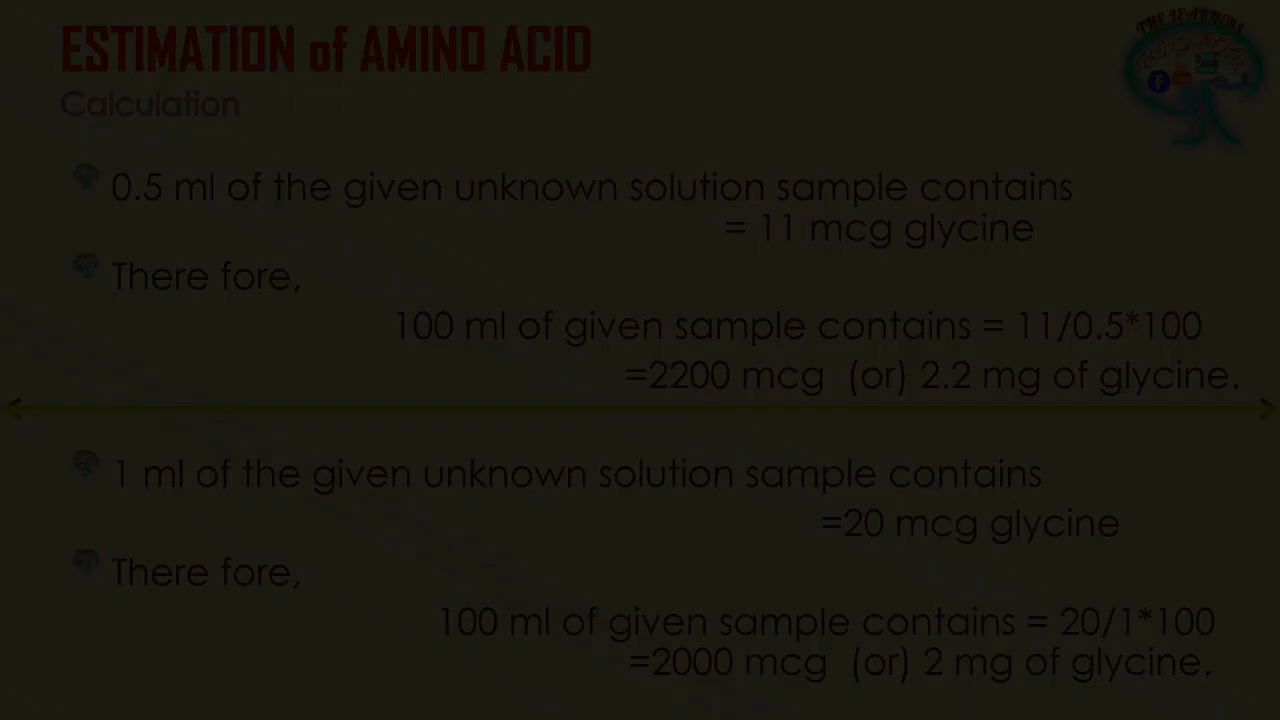 ESTIMATION of AMINO ACID
Calculation
THE LEARNERS
0.5 ml of the given unknown solution sample contains
= 11 mcg glycine
There fore,
100 ml of given sample contains = 11/0.5*100
=2200 mcg (or) 2.2 mg of glycine.
1 ml of the given unknown solution sample contains
=20 mcg glycine
There fore,
100 ml of given sample contains = 20/1*100
=2000 mcg (or) 2 mg of glycine.